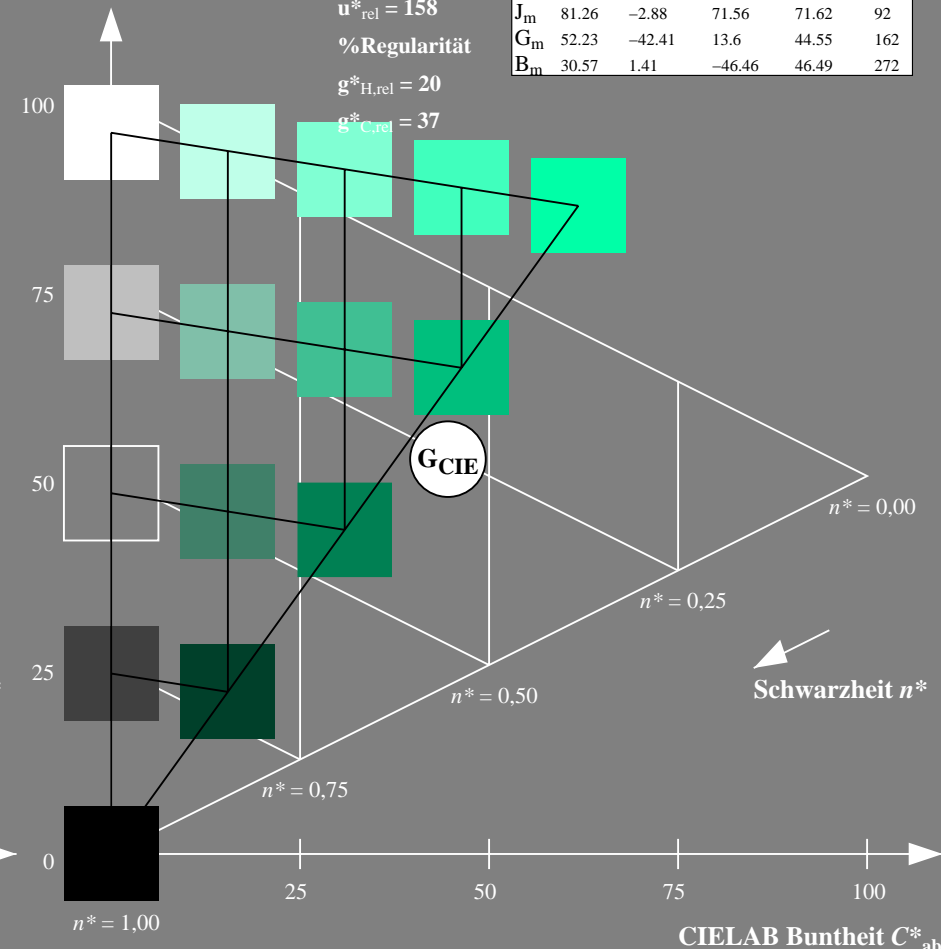 u*rel = 158
%Regularität
g*H,rel = 20
g*C,rel = 37
Jm 81.26 −2.88 71.56 71.62 92
Gm 52.23 −42.41 13.6 44.55 162
Bm 30.57 1.41 −46.46 46.49 272
100
75
50
25
0
GCIE
n* = 0,00
n* = 0,25
n* = 0,50
n* = 0,75
n* = 1,00
Schwarzheit n*
25 50 75 100
CIELAB Buntheit C*ab